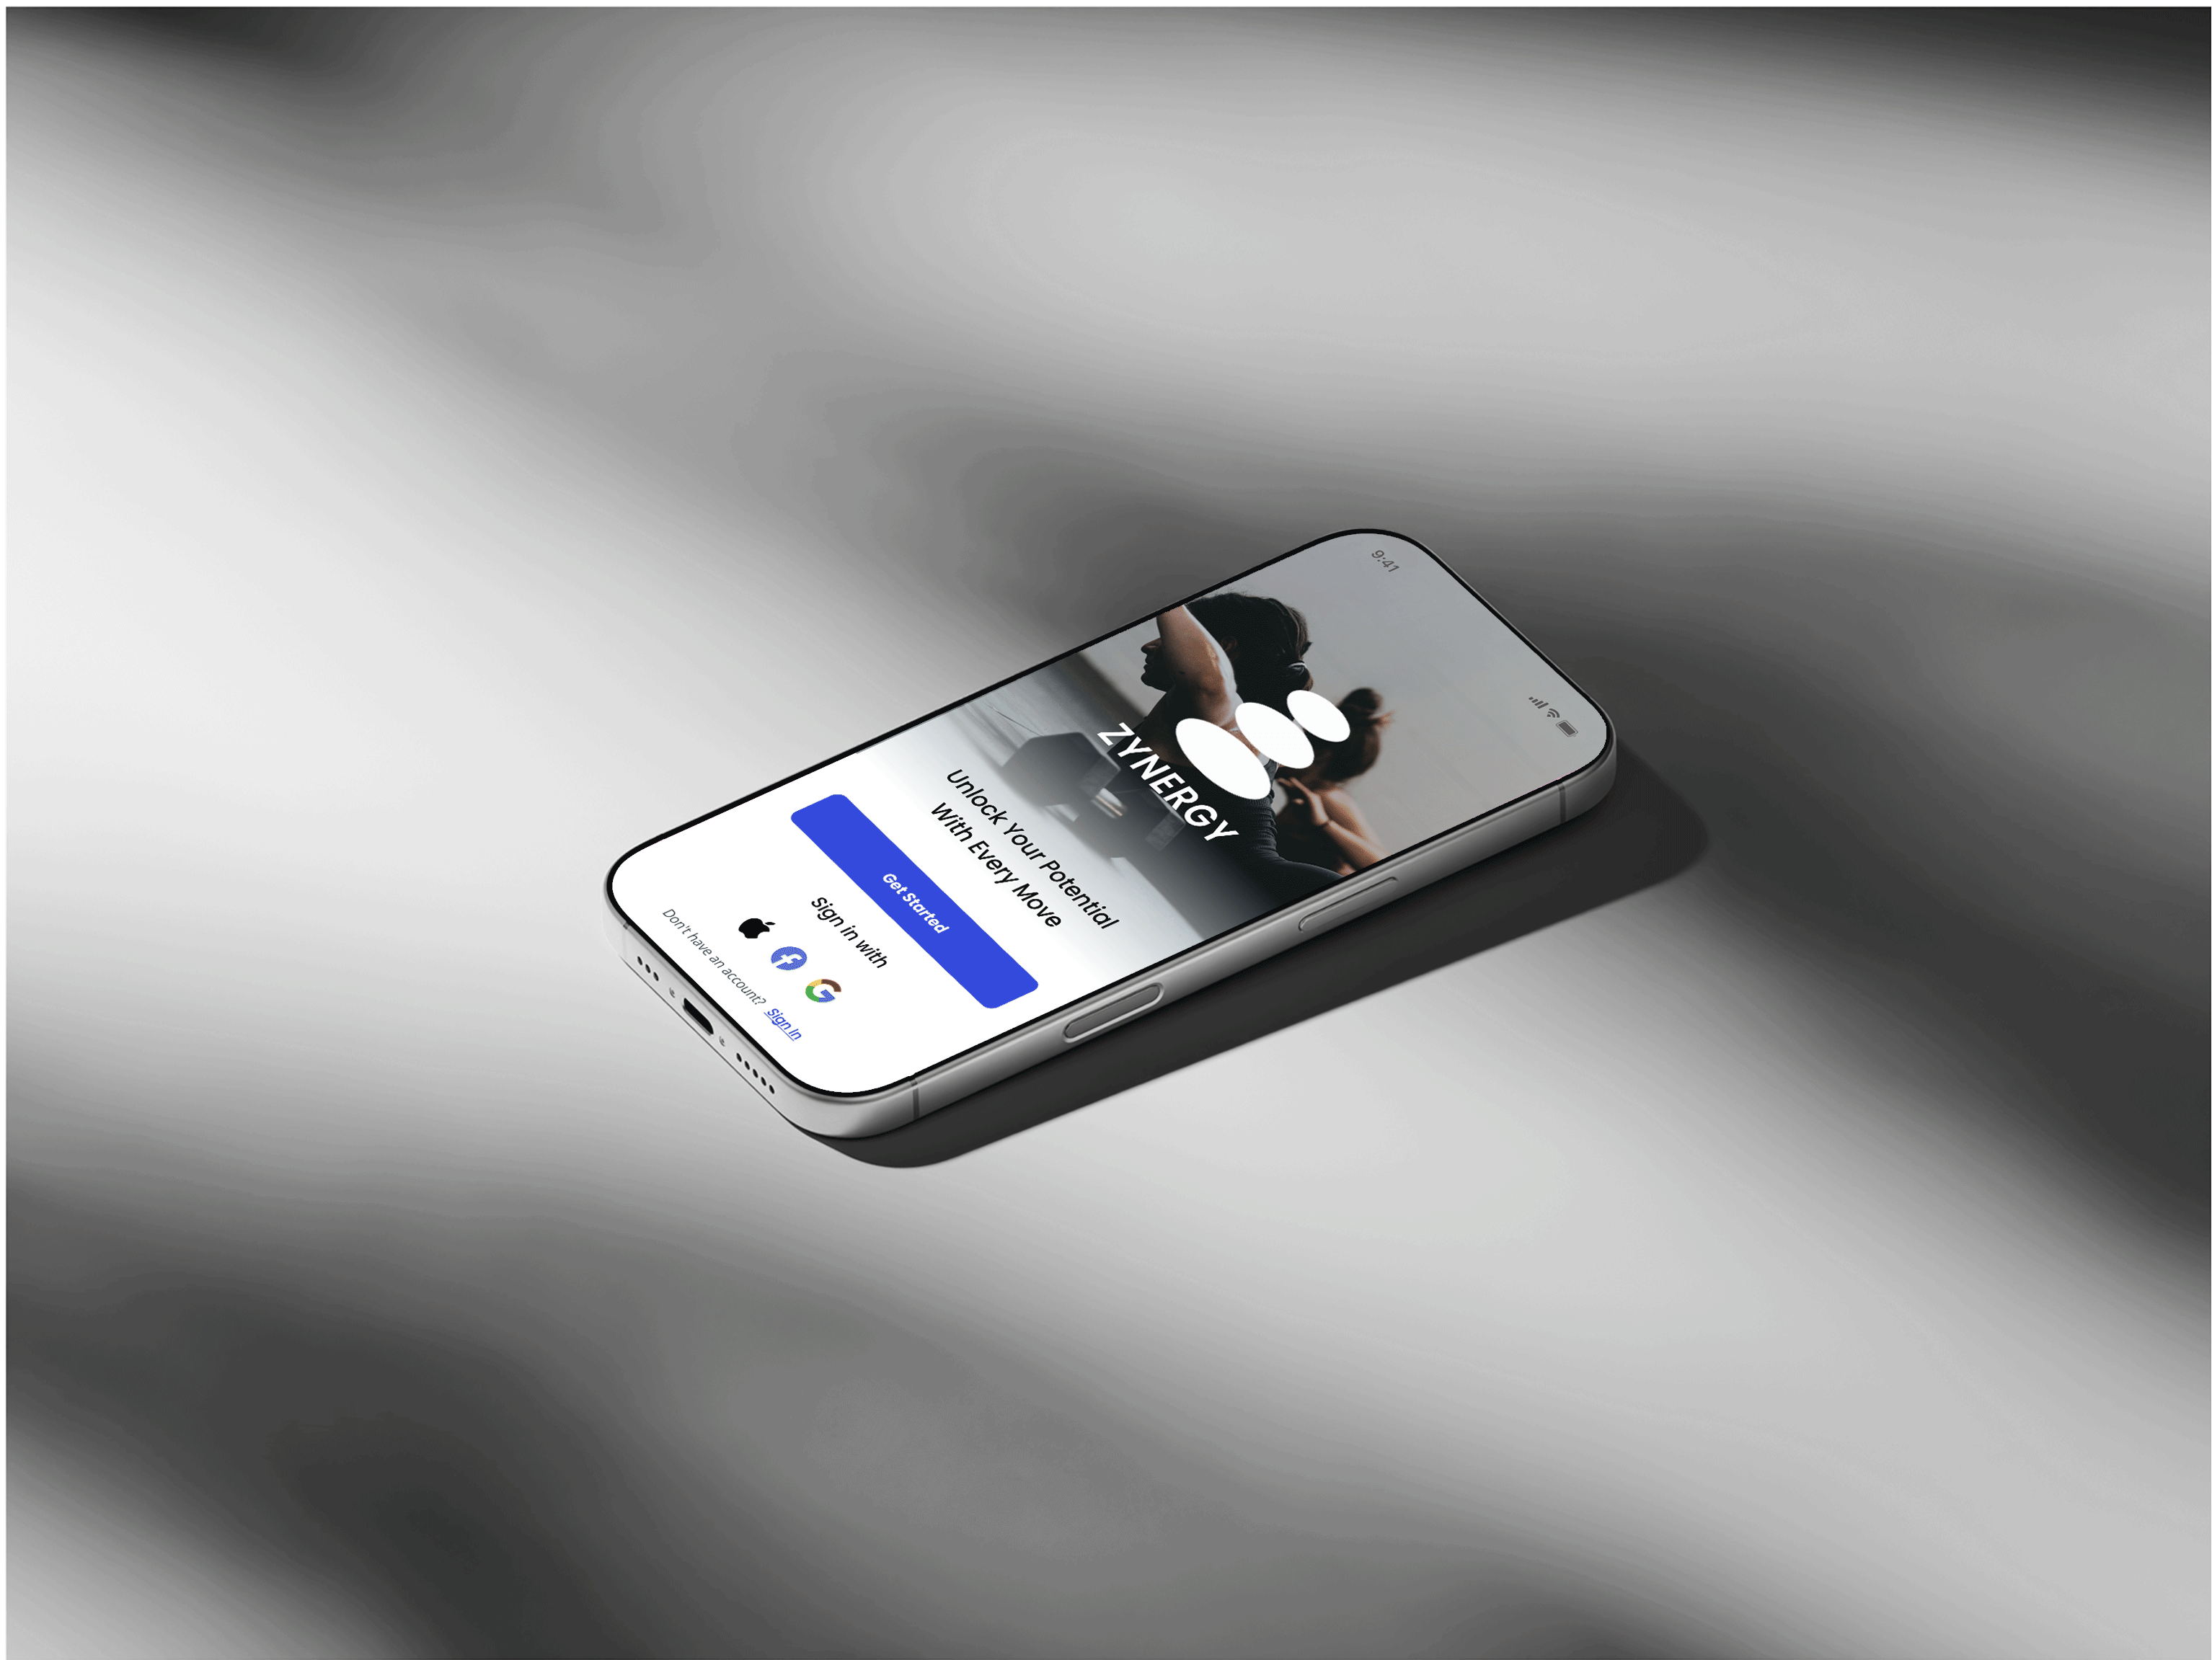 9:41
ZYNERGY
Unlock Your Potential
With Every Move
Get Started
Sign in with
Don't have an account? Sign In